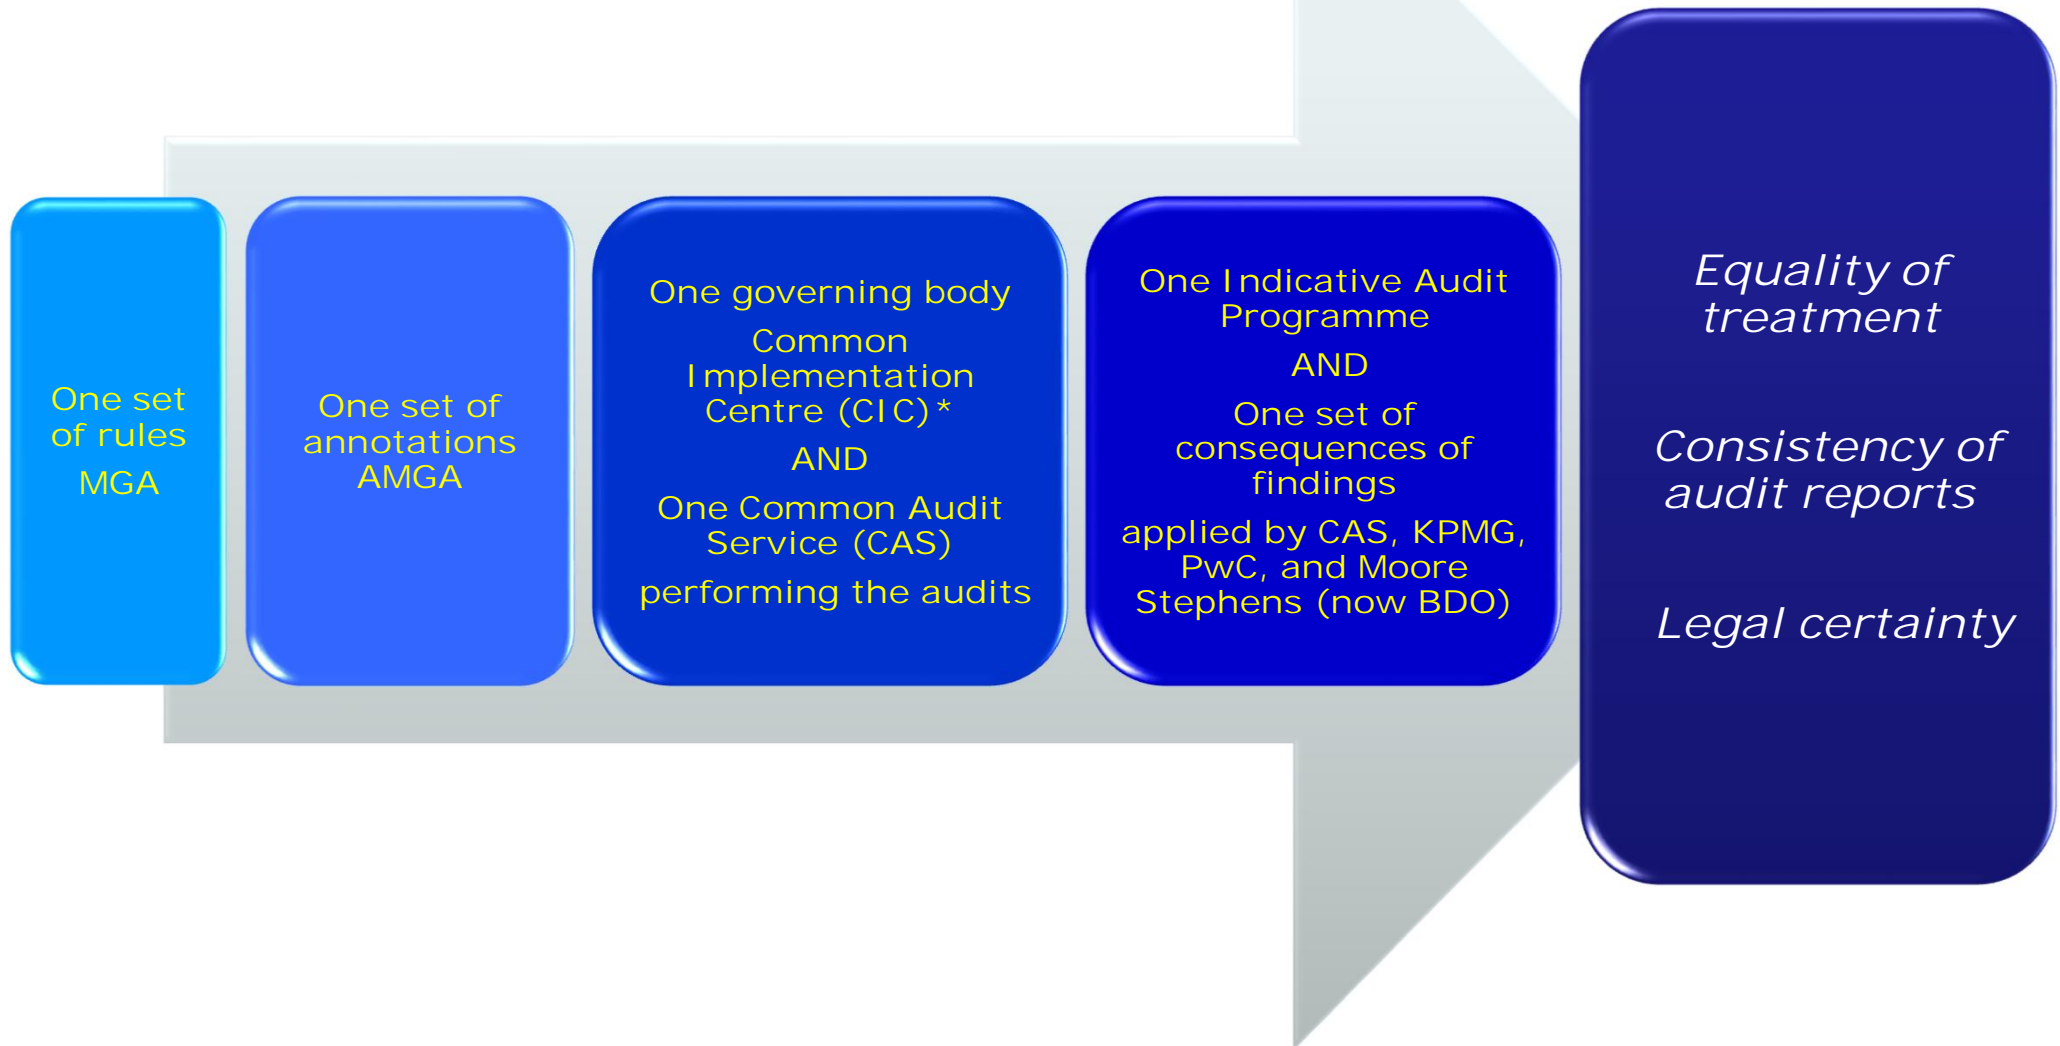 One set
of rules
MGA
One set of
annotations
AMGA
One governing body
Common
Implementation
Centre (CIC)*
AND
One Common Audit
Service (CAS)
performing the audits
One Indicative Audit
Programme
AND
One set of
consequences of
findings
applied by CAS, KPMG,
PwC, and Moore
Stephens (now BDO)
Equality of
treatment
Consistency of
audit reports
Legal certainty